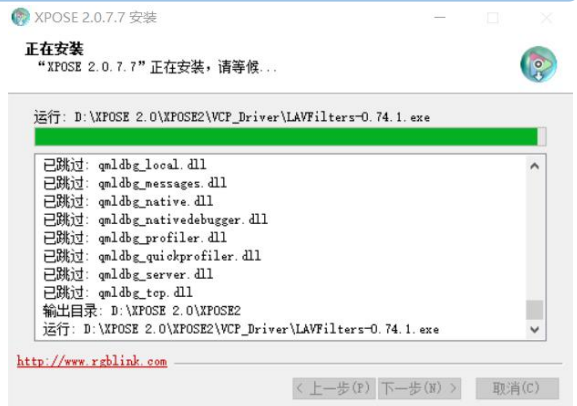 XPOSE 2.0.7.7 安装
正在安装
“XPOSE 2.0.7.7”正在安装，请等候...
运行: D:\XPOSE 2.0\XPOSE2\VCP_Driver\LAVFilters-0.74.1.exe
已跳过: qmldbg_local.dll
已跳过: qmldbg_messages.dll
已跳过: qmldbg_native.dll
已跳过: qmldbg_nativedebugger.dll
已跳过: qmldbg_profiler.dll
已跳过: qmldbg_quickprofiler.dll
已跳过: qmldbg_server.dll
已跳过: qmldbg_tcp.dll
输出目录: D:\XPOSE 2.0\XPOSE2
运行: D:\XPOSE 2.0\XPOSE2\VCP_Driver\LAVFilters-0.74.1.exe
http://www.rgblink.com
< 上一步(P) 下一步(N) > 取消(C)